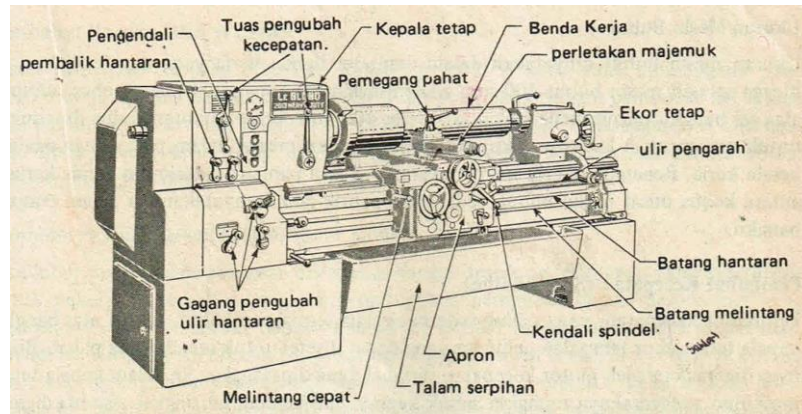 Tuas pengubah
kecepatan.
Kepala tetap
Benda Kerja
Pengendali
pembalik hantaran
perletakan majemuk
Pemegang pahat
Ekor tetap
ulir pengarah
Batang hantaran
Gagang pengubah
ulir hantaran
Batang melintang
Kendali spindel.
Apron
Melintang cepat
Talam serpihan